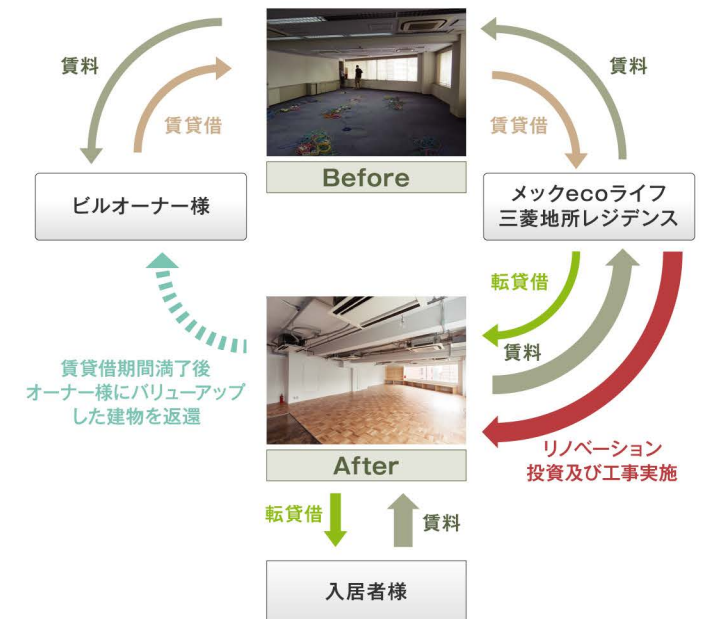 賃料
賃貸借
Before
賃貸借
賃料
ビルオーナー様
メックecoライフ
三菱地所レジデンス
転貸借
賃料
賃貸借期間満了後
オーナー様にバリューアップ
した建物を返還
After
リノベーション
投資及び工事実施
転貸借
賃料
入居者様